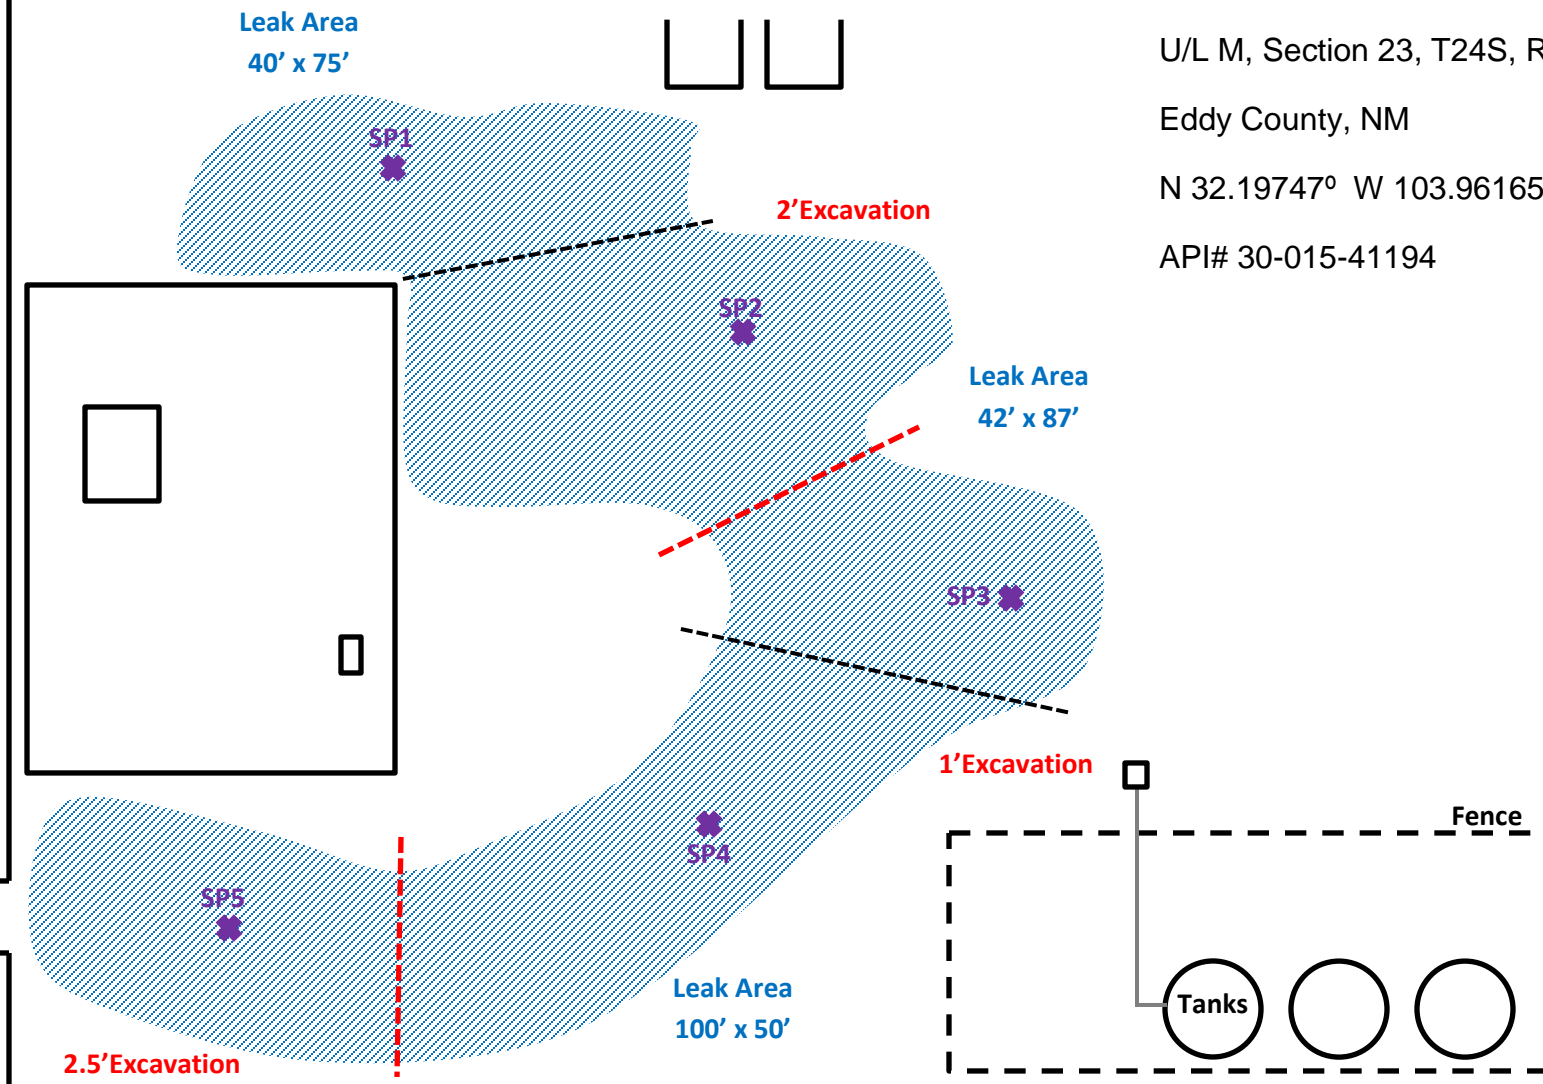 Leak Area
40’ x 75’
U/L M, Section 23, T24S, R
Eddy County, NM
N 32.19747º  W 103.96165
API# 30-015-41194
SP1
2’Excavation
SP2
Leak Area
42’ x 87’
SP3
1’Excavation
Fence
SP4
SP5
Leak Area
100’ x 50’
Tanks
2.5’Excavation